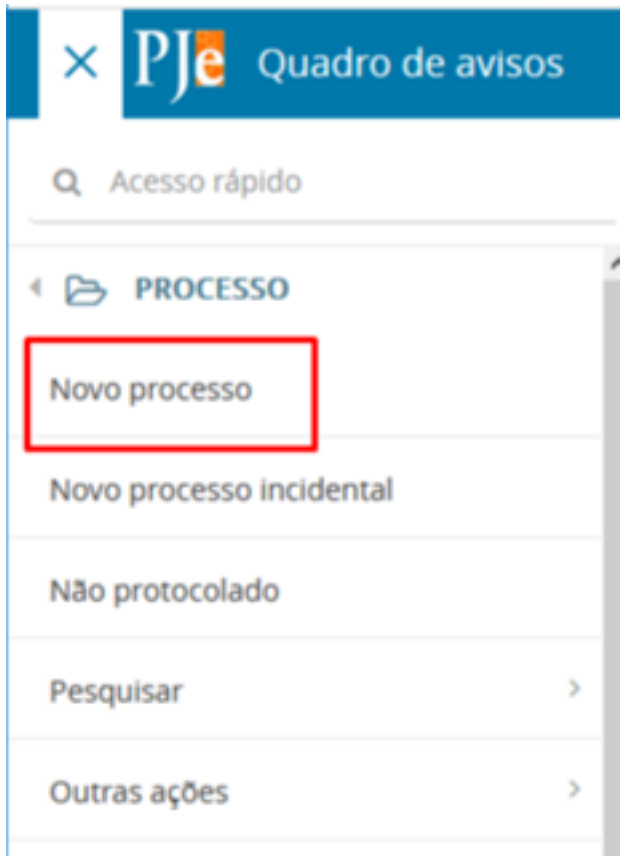 PJe Quadro de avisos
Acesso rápido
PROCESSO
Novo processo
Novo processo incidental
Não protocolado
Pesquisar
Outras ações